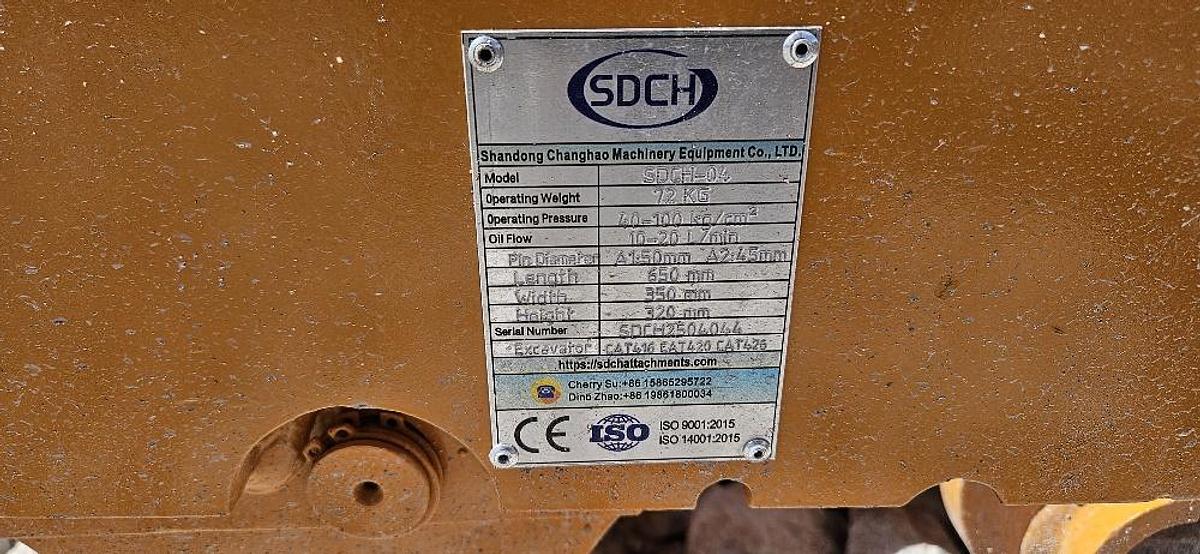 SDCH
Shandong Changhao Machinery Equipment Co., LTD.
Model SDCH-04
Operating Weight 72 KG
Operating Pressure 40-100 kg/cm²
Oil Flow 10-20 L/min
Pin Diameter A1:50mm A2:45mm
Length 650 mm
Width 350 mm
Height 320 mm
Serial Number SDCH2504044
Excavator CAT416 EAT420 CAT426
https://sdchattachments.com
Cherry Su:+86 15865295722
Dino Zhao:+86 19861800034
CE ISO ISO 9001:2015
ISO 14001:2015